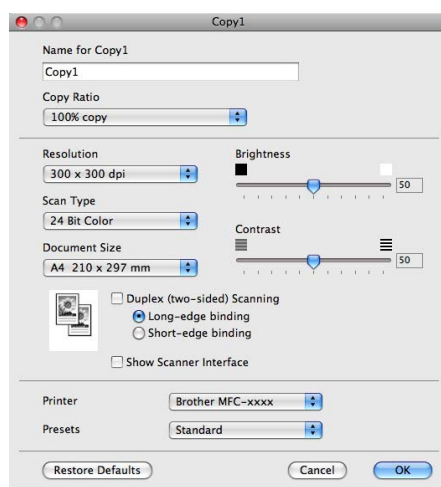 Copy1
Name for Copy1
Copy1
Copy Ratio
100% copy
Resolution
300 x 300 dpi
Brightness
50
Scan Type
24 Bit Color
Contrast
50
Document Size
A4 210 x 297 mm
Duplex (two-sided) Scanning
Long-edge binding
Short-edge binding
Show Scanner Interface
Printer
Brother MFC-xxxx
Presets
Standard
Restore Defaults
Cancel
OK